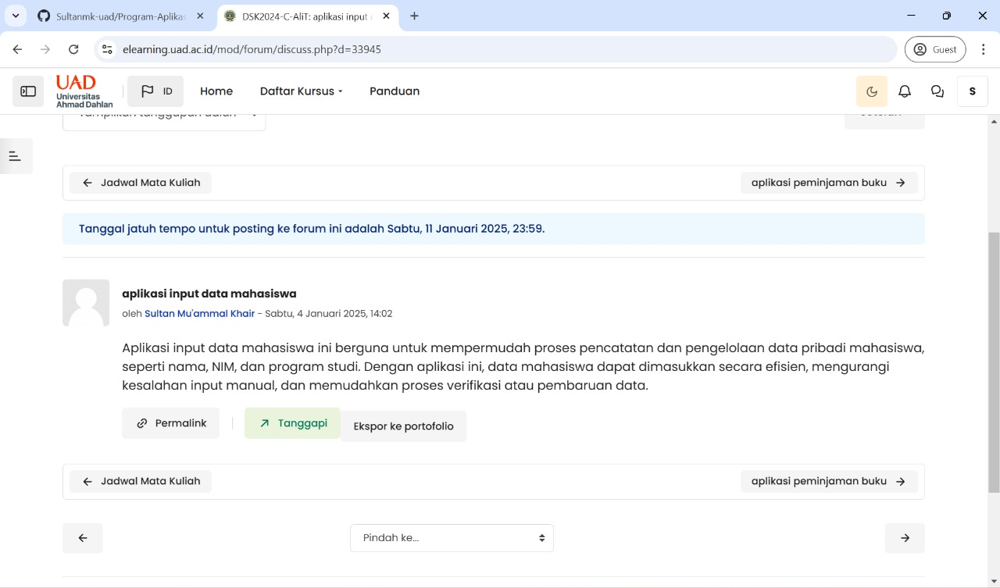 Sultanmk-uad/Program-Aplikas
DSK2024-C-AliT: aplikasi input
elearning.uad.ac.id/mod/forum/discuss.php?d=33945
Guest
UAD
Universitas
Ahmad Dahlan
ID
Home
Daftar Kursus
Panduan
S
Tampilkan tanggapan dalam
Jadwal Mata Kuliah
aplikasi peminjaman buku
Tanggal jatuh tempo untuk posting ke forum ini adalah Sabtu, 11 Januari 2025, 23:59.
aplikasi input data mahasiswa
oleh Sultan Mu'ammal Khair - Sabtu, 4 Januari 2025, 14:02
Aplikasi input data mahasiswa ini berguna untuk mempermudah proses pencatatan dan pengelolaan data pribadi mahasiswa,
seperti nama, NIM, dan program studi. Dengan aplikasi ini, data mahasiswa dapat dimasukkan secara efisien, mengurangi
kesalahan input manual, dan memudahkan proses verifikasi atau pembaruan data.
Permalink
Tanggapi
Ekspor ke portofolio
Jadwal Mata Kuliah
aplikasi peminjaman buku
Pindah ke...